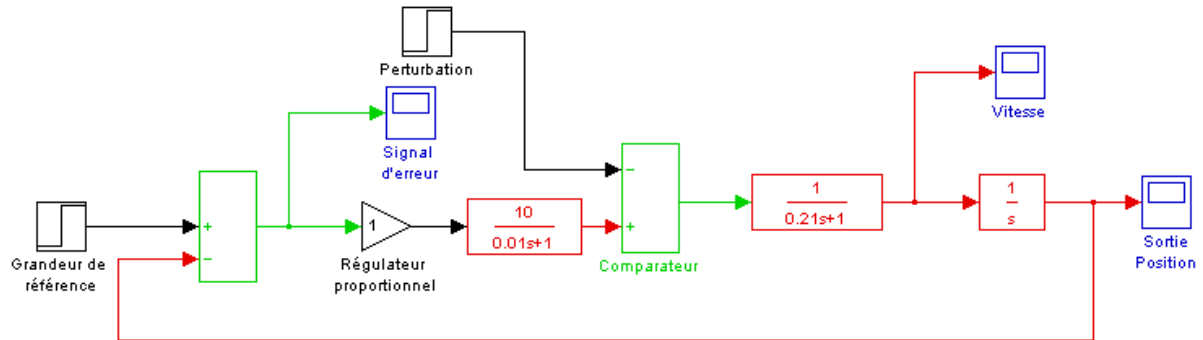 Perturbation
Vitesse
Signal
d'erreur
−
+
1
0.21s+1
1
s
+
−
1
10
0.01s+1
Grandeur de
référence
Régulateur
proportionnel
Comparateur
Sortie
Position